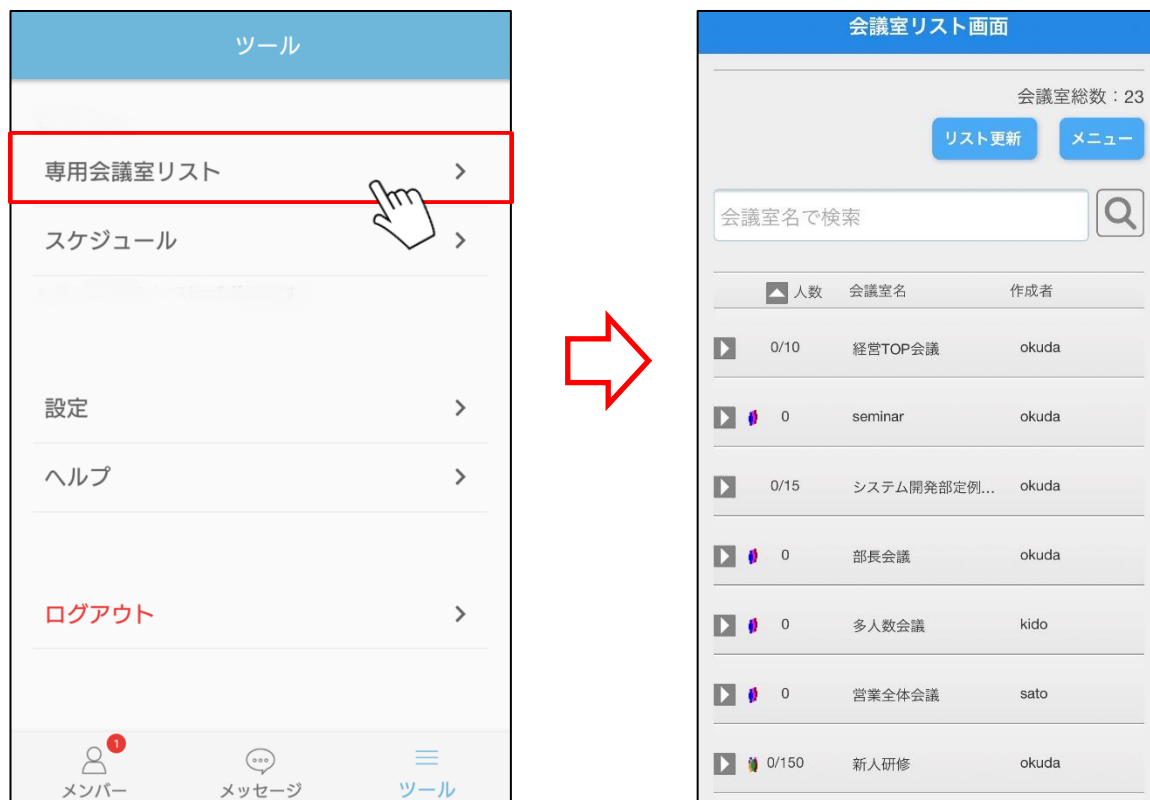 ツール
専用会議室リスト
スケジュール
設定
ヘルプ
ログアウト
1
メンバー
メッセージ
ツール
会議室リスト画面
会議室総数：23
リスト更新 メニュー
会議室名で検索
人数 会議室名 作成者
0/10 経営TOP会議 okuda
0 seminar okuda
0/15 システム開発部定例... okuda
0 部長会議 okuda
0 多人数会議 kido
0 営業全体会議 sato
0/150 新人研修 okuda